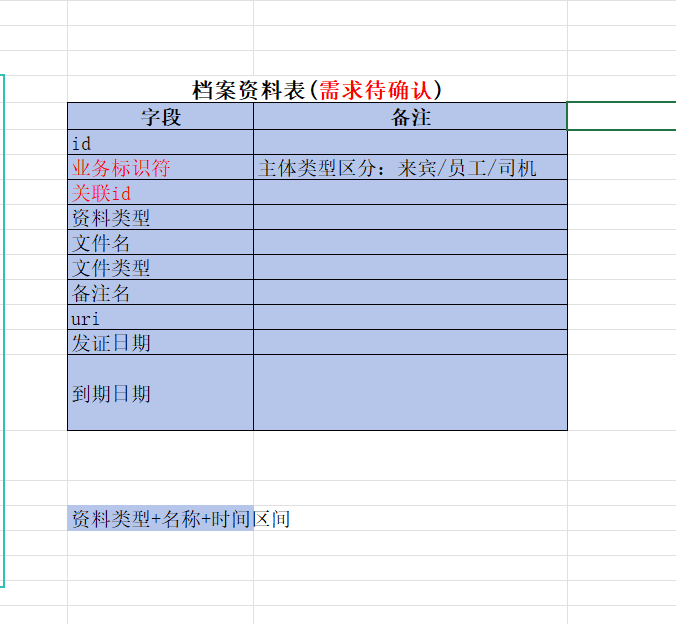 档案资料表(需求待确认)
字段 备注
id
业务标识符 主体类型区分：来宾/员工/司机
关联id
资料类型
文件名
文件类型
备注名
uri
发证日期
到期日期
资料类型+名称+时间区间